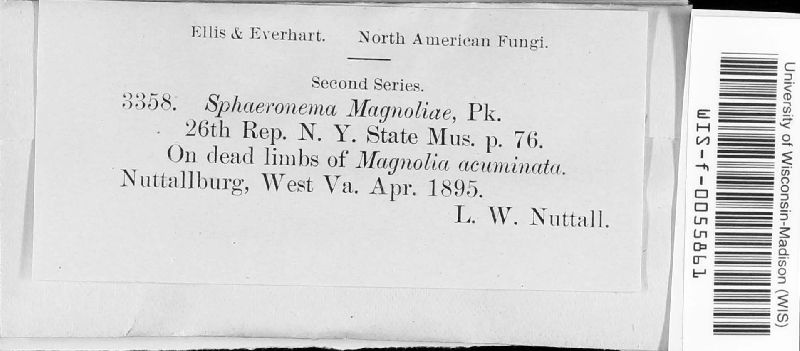 Ellis & Everhart. North American Fungi.
Second Series.
3358. Sphaeronema Magnoliae, Pk.
26th Rep. N. Y. State Mus. p. 76.
On dead limbs of Magnolia acuminata.
Nuttallburg, West Va. Apr. 1895.
L. W. Nuttall.
University of Wisconsin-Madison (WIS)
WIS-f-0055861